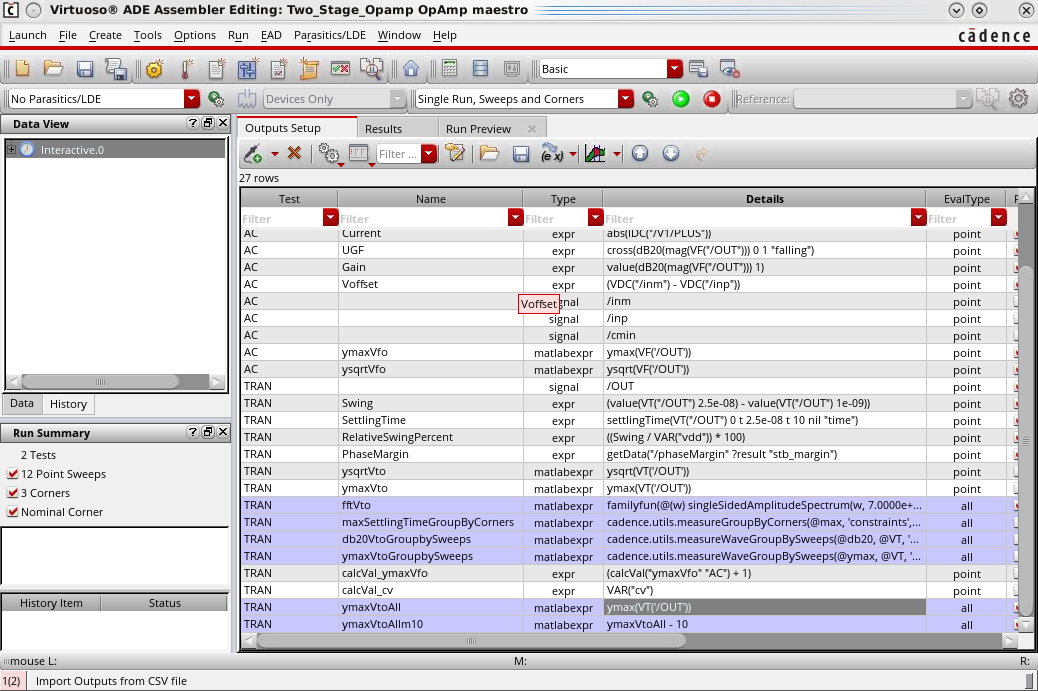 Virtuoso® ADE Assembler Editing: Two_Stage_Opamp OpAmp maestro
Launch File Create Tools Options Run EAD Parasitics/LDE Window Help
cādence
Basic
No Parasitics/LDE Devices Only Single Run, Sweeps and Corners Reference:
Data View
Interactive.0
Data History
Run Summary
2 Tests
12 Point Sweeps
3 Corners
Nominal Corner
History Item Status
Outputs Setup Results Run Preview
Filter ...
27 rows
Test Name Type Details EvalType
Filter Filter Filter Filter Filter
AC Current expr abs(IDC("/V1/PLUS")) point
AC UGF expr cross(dB20(mag(VF("/OUT"))) 0 1 "falling") point
AC Gain expr value(dB20(mag(VF("/OUT"))) 1) point
AC Voffset expr (VDC("/inm") - VDC("/inp")) point
AC Voffset gnal /inm point
AC signal /inp point
AC signal /cmin point
AC ymaxVfo matlabexpr ymax(VF('/OUT')) point
AC ysqrtVfo matlabexpr ysqrt(VF('/OUT')) point
TRAN signal /OUT point
TRAN Swing expr (value(VT("/OUT") 2.5e-08) - value(VT("/OUT") 1e-09)) point
TRAN SettlingTime expr settlingTime(VT("/OUT") 0 t 2.5e-08 t 10 nil "time") point
TRAN RelativeSwingPercent expr ((Swing / VAR("vdd")) * 100) point
TRAN PhaseMargin expr getData("/phaseMargin" ?result "stb_margin") point
TRAN ysqrtVto matlabexpr ysqrt(VT('/OUT')) point
TRAN ymaxVto matlabexpr ymax(VT('/OUT')) point
TRAN fftVto matlabexpr familyfun(@(w) singleSidedAmplitudeSpectrum(w, 7.0000e+... all
TRAN maxSettlingTimeGroupByCorners matlabexpr cadence.utils.measureGroupByCorners(@max, 'constraints',... all
TRAN db20VtoGroupbySweeps matlabexpr cadence.utils.measureWaveGroupBySweeps(@db20, @VT, '... all
TRAN ymaxVtoGroupbySweeps matlabexpr cadence.utils.measureWaveGroupBySweeps(@ymax, @VT, '... all
TRAN calcVal_ymaxVfo expr (calcVal("ymaxVfo" "AC") + 1) point
TRAN calcVal_cv expr VAR("cv") point
TRAN ymaxVtoAll matlabexpr ymax(VT('/OUT')) all
TRAN ymaxVtoAllm10 matlabexpr ymaxVtoAll - 10 all
mouse L: M: R:
1(2) Import Outputs from CSV file